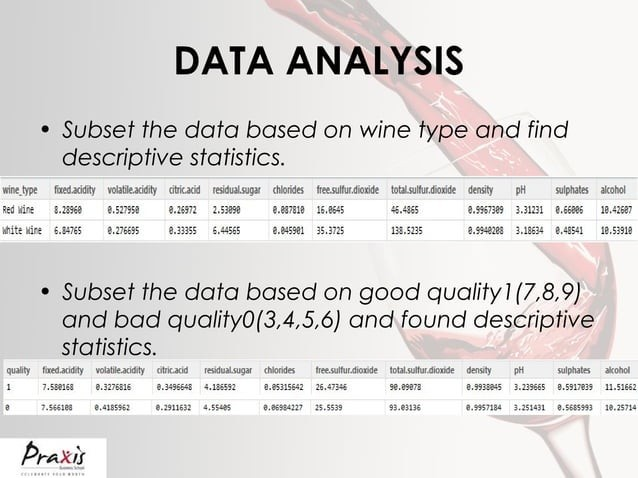 DATA ANALYSIS
• Subset the data based on wine type and find
descriptive statistics.
wine_type fixed.acidity volatile.acidity citric.acid residual.sugar chlorides free.sulfur.dioxide total.sulfur.dioxide density pH sulphates alcohol
Red Wine 8.28960 0.527950 0.26972 2.53090 0.087810 16.0645 46.4865 0.9967309 3.31231 0.66006 10.42607
White Wine 6.84765 0.276695 0.33355 6.44565 0.045901 35.3725 138.5235 0.9940208 3.18634 0.48541 10.53910
• Subset the data based on good quality1(7,8,9)
and bad quality0(3,4,5,6) and found descriptive
statistics.
quality fixed.acidity volatile.acidity citric.acid residual.sugar chlorides free.sulfur.dioxide total.sulfur.dioxide density pH sulphates alcohol
1 7.580168 0.3276816 0.3496648 4.186592 0.05315642 26.47346 90.09078 0.9938045 3.239665 0.5917039 11.51662
0 7.566108 0.4185962 0.2911632 4.55405 0.06984227 25.5539 93.03136 0.9957184 3.251431 0.5685993 10.25714
Praxis
Business School